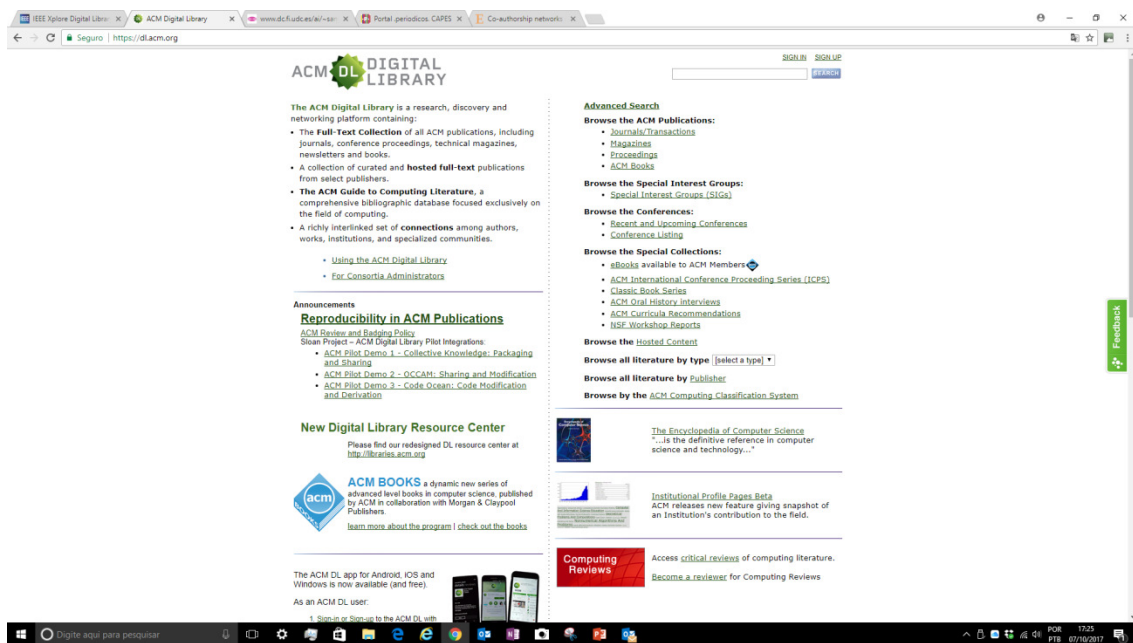 IEEE Xplore Digital Librar
ACM Digital Library
www.dc.fi.udc.es/ai/~sa
Portal .periodicos. CAPES
Co-authorship networks
Seguro | https://dl.acm.org
ACM DL DIGITAL LIBRARY
SIGN IN SIGN UP
SEARCH
The ACM Digital Library is a research, discovery and
networking platform containing:
The Full-Text Collection of all ACM publications, including
journals, conference proceedings, technical magazines,
newsletters and books.
A collection of curated and hosted full-text publications
from select publishers.
The ACM Guide to Computing Literature, a
comprehensive bibliographic database focused exclusively on
the field of computing.
A richly interlinked set of connections among authors,
works, institutions, and specialized communities.
Using the ACM Digital Library
For Consortia Administrators
Announcements
Reproducibility in ACM Publications
ACM Review and Badging Policy
Sloan Project – ACM Digital Library Pilot Integrations:
ACM Pilot Demo 1 - Collective Knowledge: Packaging
and Sharing
ACM Pilot Demo 2 - OCCAM: Sharing and Modification
ACM Pilot Demo 3 - Code Ocean: Code Modification
and Derivation
New Digital Library Resource Center
Please find our redesigned DL resource center at
http://libraries.acm.org
acm BOOKS
ACM BOOKS a dynamic new series of
advanced level books in computer science, published
by ACM in collaboration with Morgan & Claypool
Publishers.
learn more about the program | check out the books
The ACM DL app for Android, iOS and
Windows is now available (and free).
As an ACM DL user:
1. Sign-in or Sign-up to the ACM DL with
Advanced Search
Browse the ACM Publications:
Journals/Transactions
Magazines
Proceedings
ACM Books
Browse the Special Interest Groups:
Special Interest Groups (SIGs)
Browse the Conferences:
Recent and Upcoming Conferences
Conference Listing
Browse the Special Collections:
eBooks available to ACM Members
ACM International Conference Proceeding Series (ICPS)
Classic Book Series
ACM Oral History interviews
ACM Curricula Recommendations
NSF Workshop Reports
Browse the Hosted Content
Browse all literature by type [select a type]
Browse all literature by Publisher
Browse by the ACM Computing Classification System
The Encyclopedia of Computer Science
"...is the definitive reference in computer
science and technology..."
Institutional Profile Pages Beta
ACM releases new feature giving snapshot of
an Institution's contribution to the field.
Computing
Reviews
Access critical reviews of computing literature.
Become a reviewer for Computing Reviews
Feedback
Digite aqui para pesquisar
POR
PTB
17:25
07/10/2017